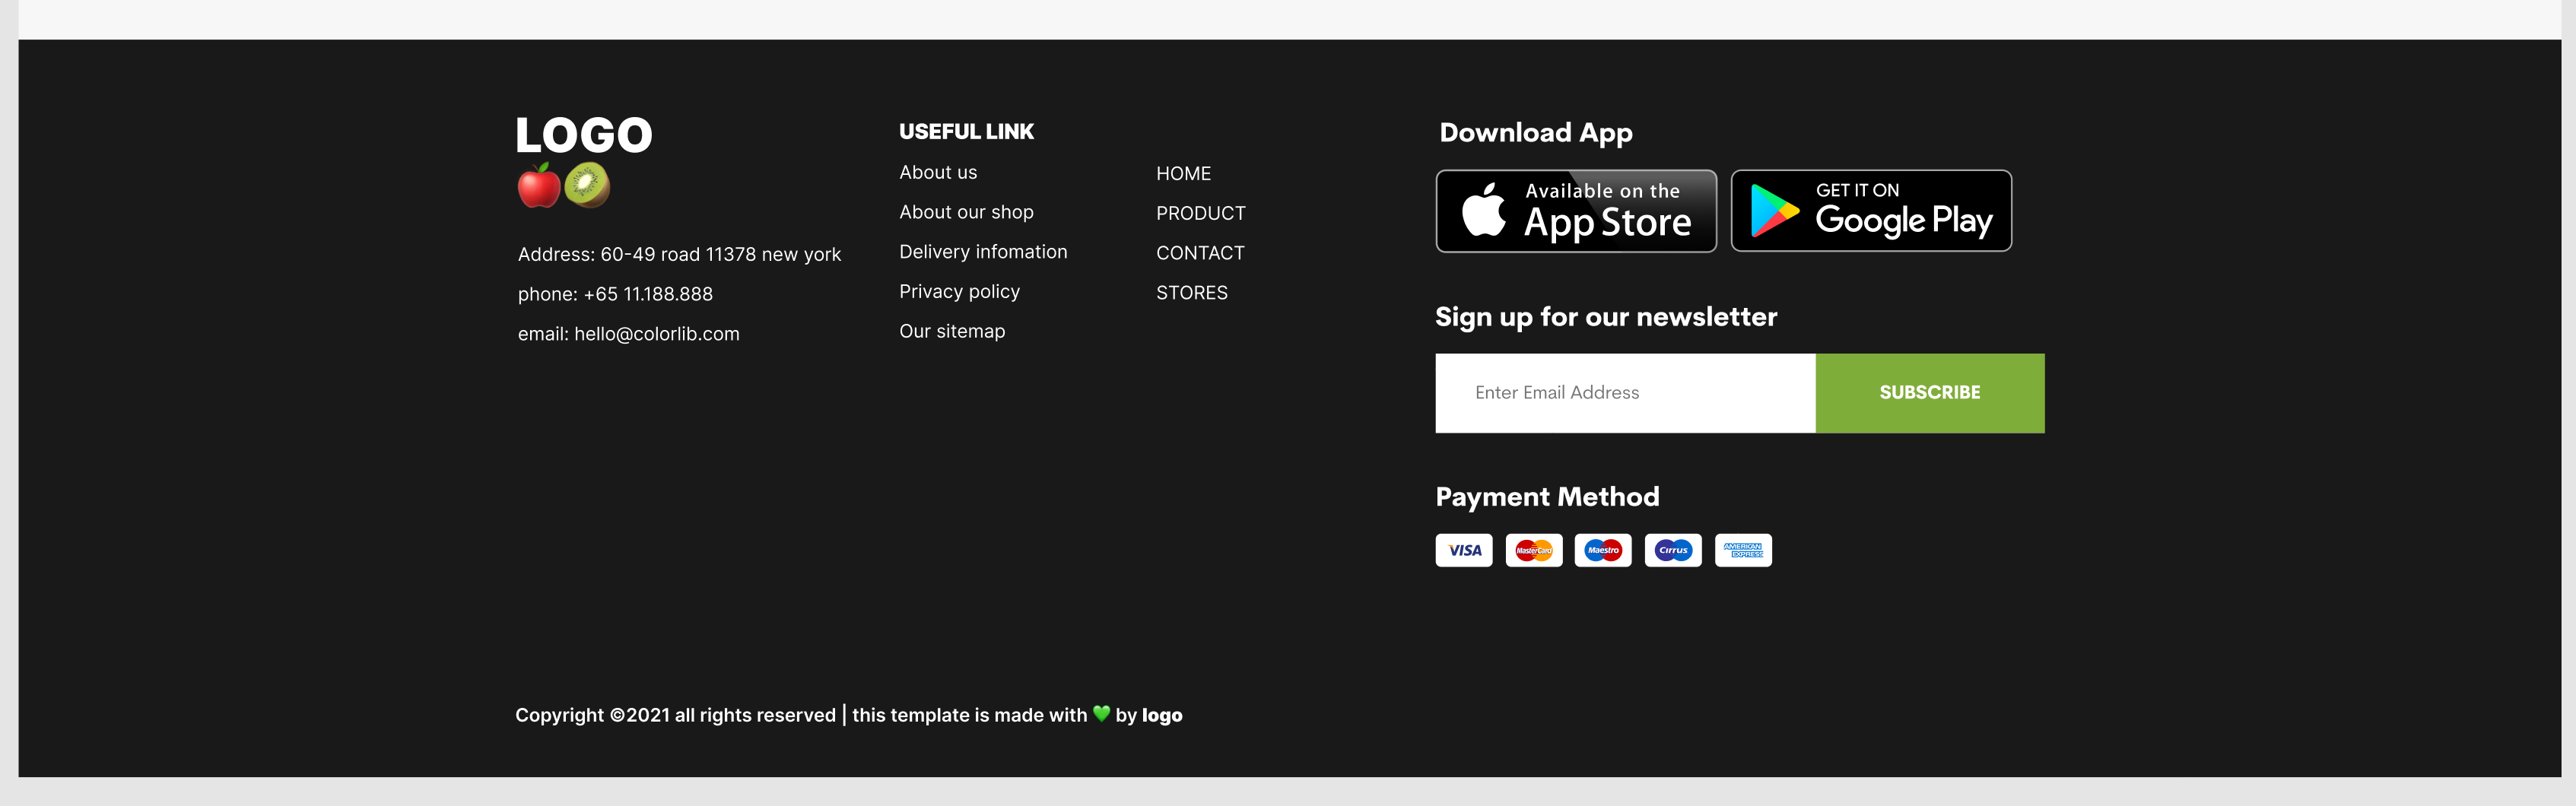 LOGO
🍎🥝
Address: 60-49 road 11378 new york
phone: +65 11.188.888
email: hello@colorlib.com
USEFUL LINK
About us
About our shop
Delivery infomation
Privacy policy
Our sitemap
HOME
PRODUCT
CONTACT
STORES
Download App
Available on the
App Store
GET IT ON
Google Play
Sign up for our newsletter
Enter Email Address
SUBSCRIBE
Payment Method
VISA
MasterCard
Maestro
Cirrus
AMERICAN
EXPRESS
Copyright ©2021 all rights reserved | this template is made with 💚 by logo